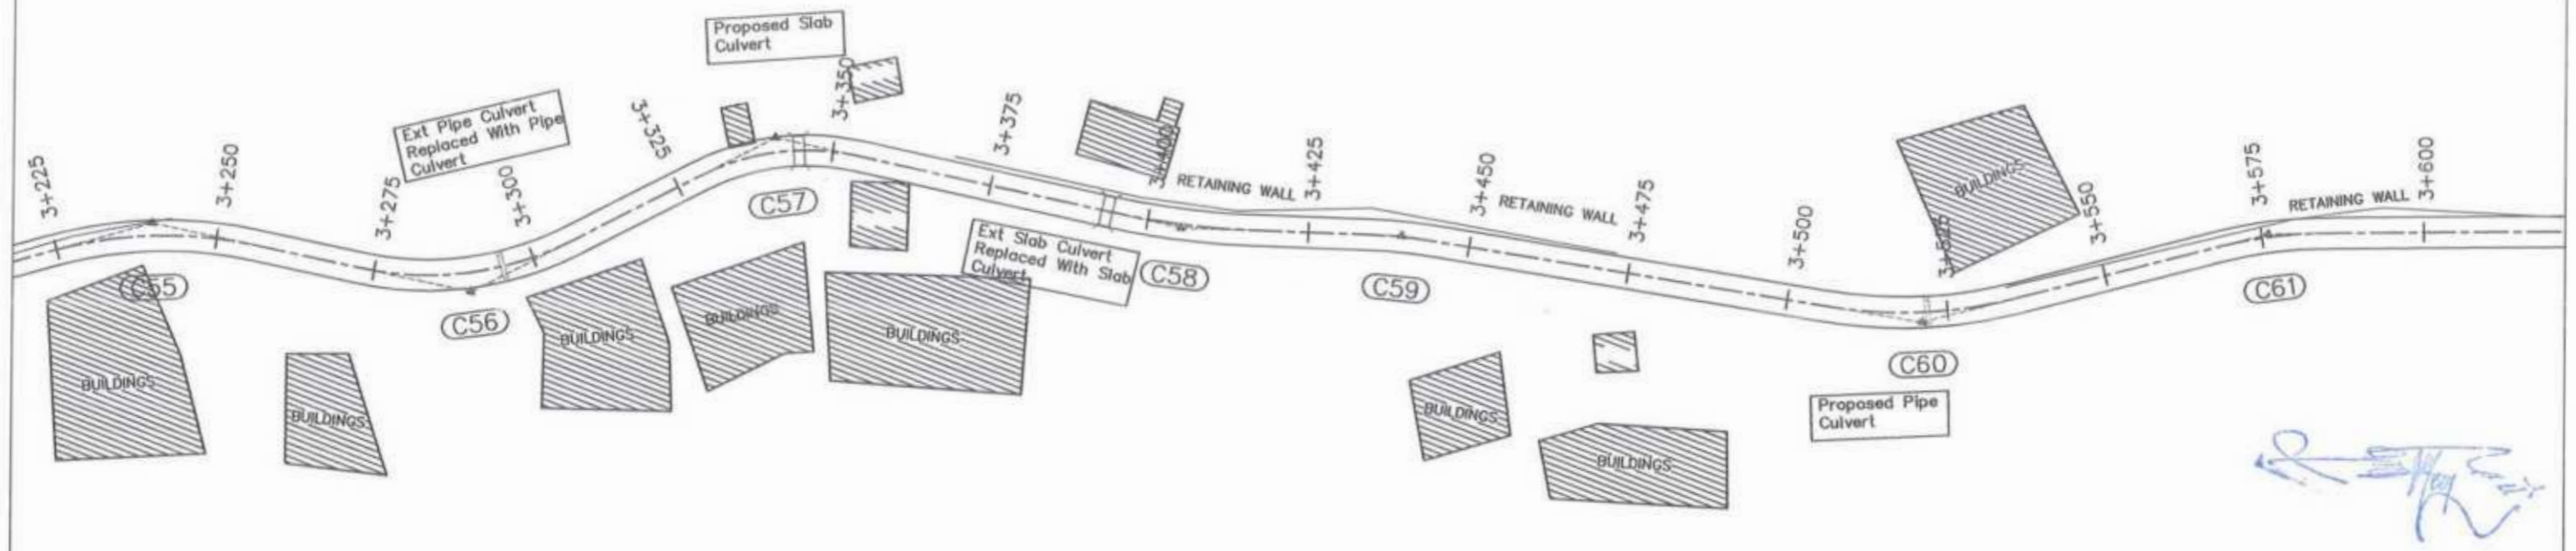 Proposed Slab
Culvert
Ext Pipe Culvert
Replaced With Pipe
Culvert
3+225
3+250
3+275
3+300
3+325
3+350
3+375
3+400
RETAINING WALL
3+425
3+450
RETAINING WALL
3+475
3+500
3+525
BUILDINGS
3+550
3+575
RETAINING WALL
3+600
C55
C56
C57
Ext Slab Culvert
Replaced With Slab
Culvert
C58
C59
C60
C61
BUILDINGS
BUILDINGS
BUILDINGS
BUILDINGS
BUILDINGS
BUILDINGS
BUILDINGS
Proposed Pipe
Culvert